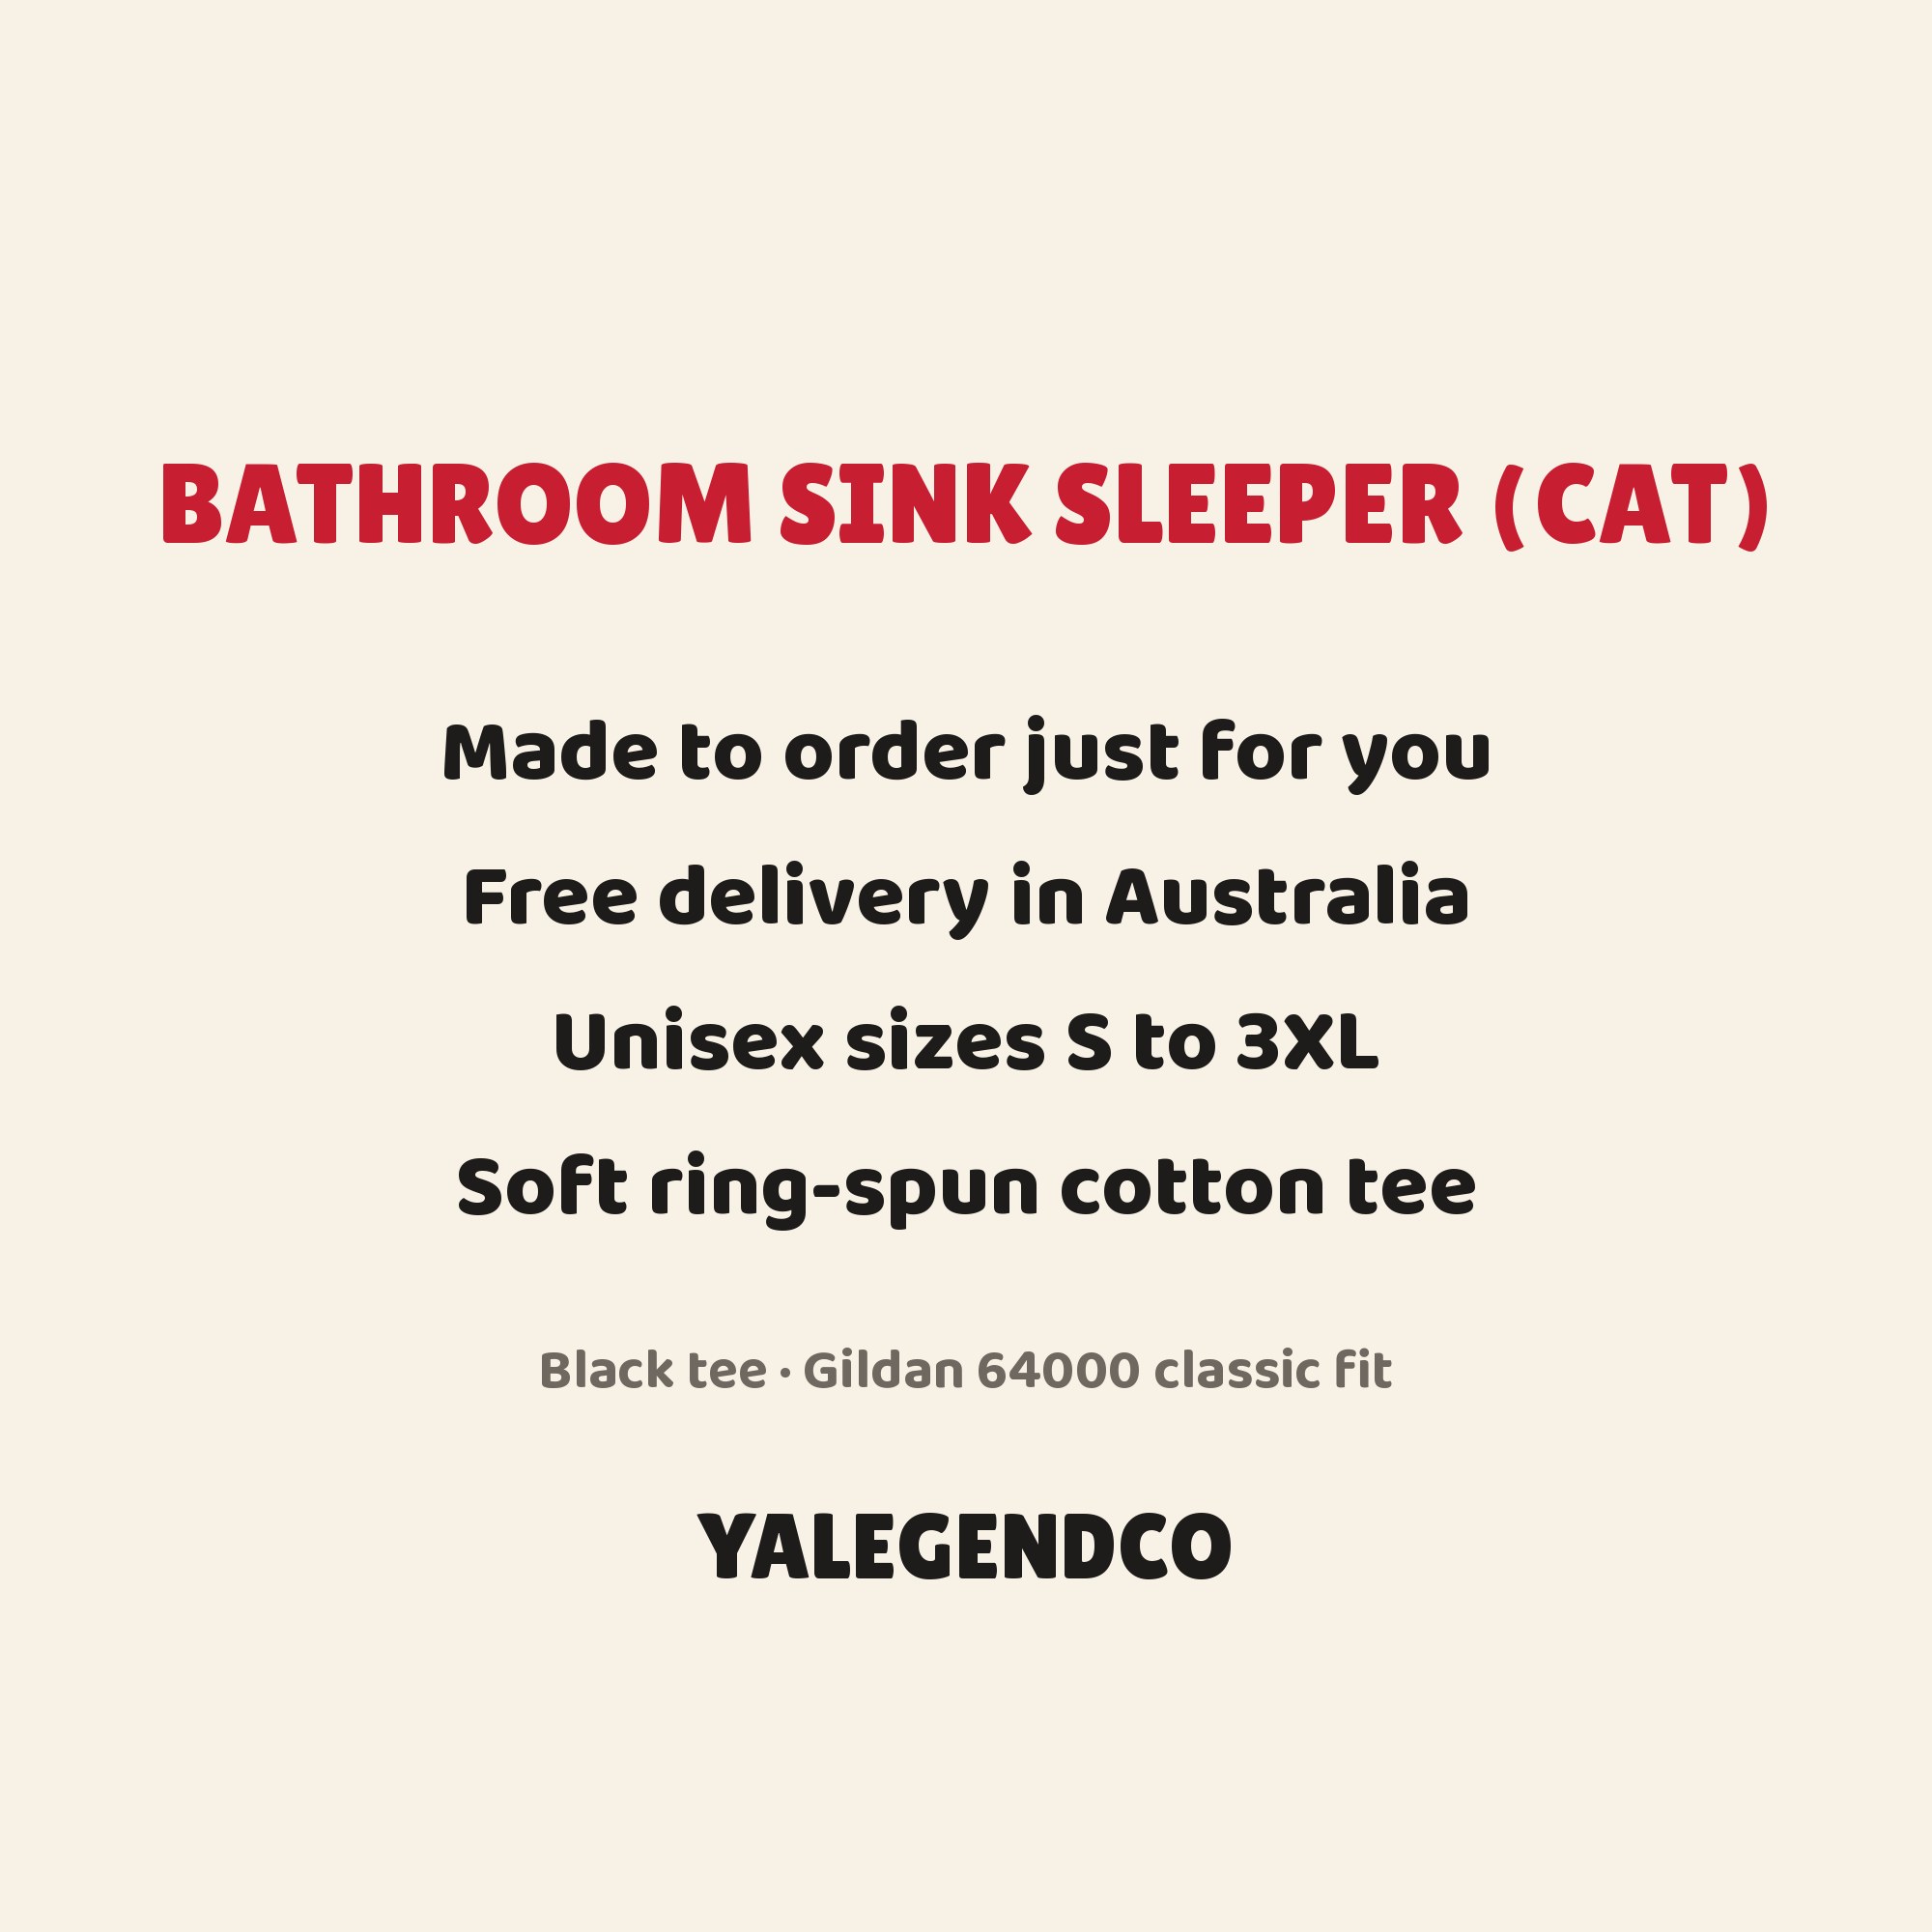 BATHROOM SINK SLEEPER (CAT)
Made to order just for you
Free delivery in Australia
Unisex sizes S to 3XL
Soft ring-spun cotton tee
Black tee • Gildan 64000 classic fit
YALEGENDCO